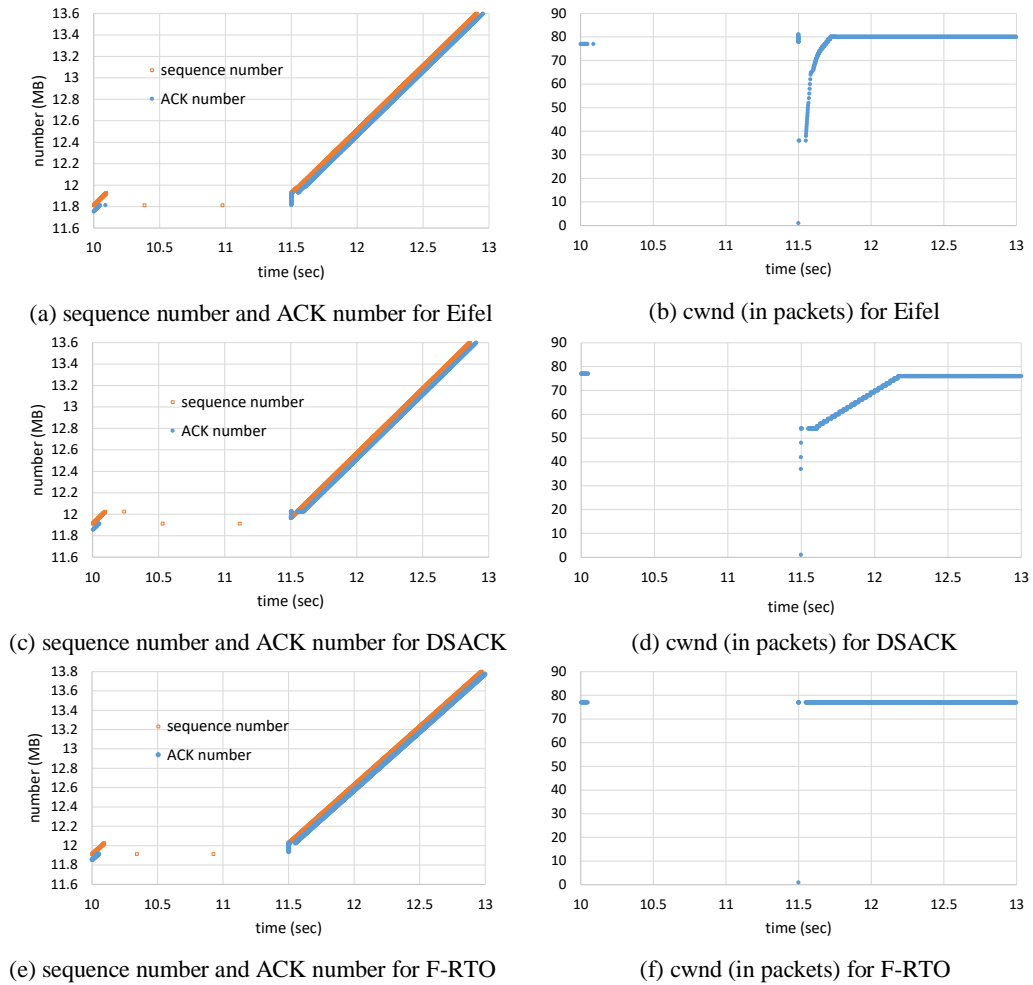 13.6
13.4
13.2
13
12.8
12.6
12.4
12.2
12
11.8
11.6
number (MB)
sequence number
ACK number
10 10.5 11 11.5 12 12.5 13
time (sec)
(a) sequence number and ACK number for Eifel
90
80
70
60
50
40
30
20
10
0
10 10.5 11 11.5 12 12.5 13
time (sec)
(b) cwnd (in packets) for Eifel
13.6
13.4
13.2
13
12.8
12.6
12.4
12.2
12
11.8
11.6
number (MB)
sequence number
ACK number
10 10.5 11 11.5 12 12.5 13
time (sec)
(c) sequence number and ACK number for DSACK
90
80
70
60
50
40
30
20
10
0
10 10.5 11 11.5 12 12.5 13
time (sec)
(d) cwnd (in packets) for DSACK
13.8
13.6
13.4
13.2
13
12.8
12.6
12.4
12.2
12
11.8
11.6
number (MB)
sequence number
ACK number
10 10.5 11 11.5 12 12.5 13
time (sec)
(e) sequence number and ACK number for F-RTO
90
80
70
60
50
40
30
20
10
0
10 10.5 11 11.5 12 12.5 13
time (sec)
(f) cwnd (in packets) for F-RTO